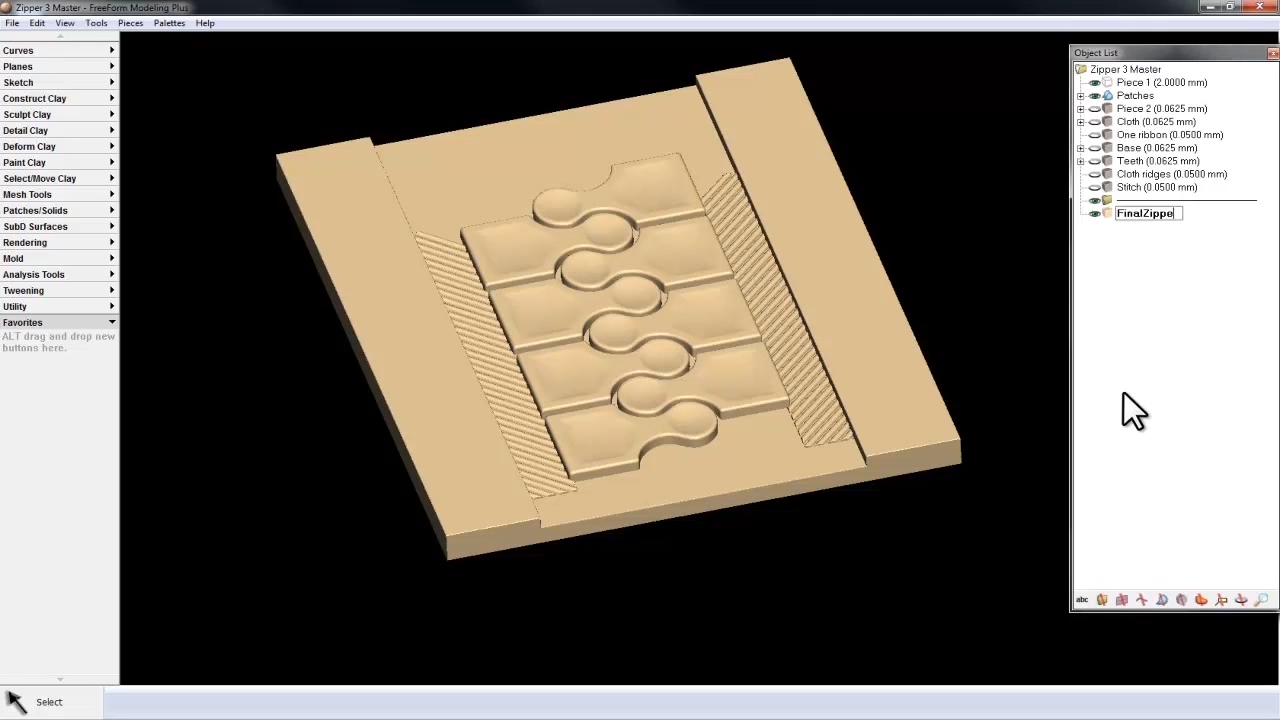 Zipper 3 Master - FreeForm Modeling Plus
File Edit View Tools Pieces Palettes Help
Curves
Planes
Sketch
Construct Clay
Sculpt Clay
Detail Clay
Deform Clay
Paint Clay
Select/Move Clay
Mesh Tools
Patches/Solids
SubD Surfaces
Rendering
Mold
Analysis Tools
Tweening
Utility
Favorites
ALT drag and drop new
buttons here.
Select
Object List
Zipper 3 Master
Piece 1 (2.0000 mm)
Patches
Piece 2 (0.0625 mm)
Cloth (0.0625 mm)
One ribbon (0.0500 mm)
Base (0.0625 mm)
Teeth (0.0625 mm)
Cloth ridges (0.0500 mm)
Stitch (0.0500 mm)
FinalZippe
abc